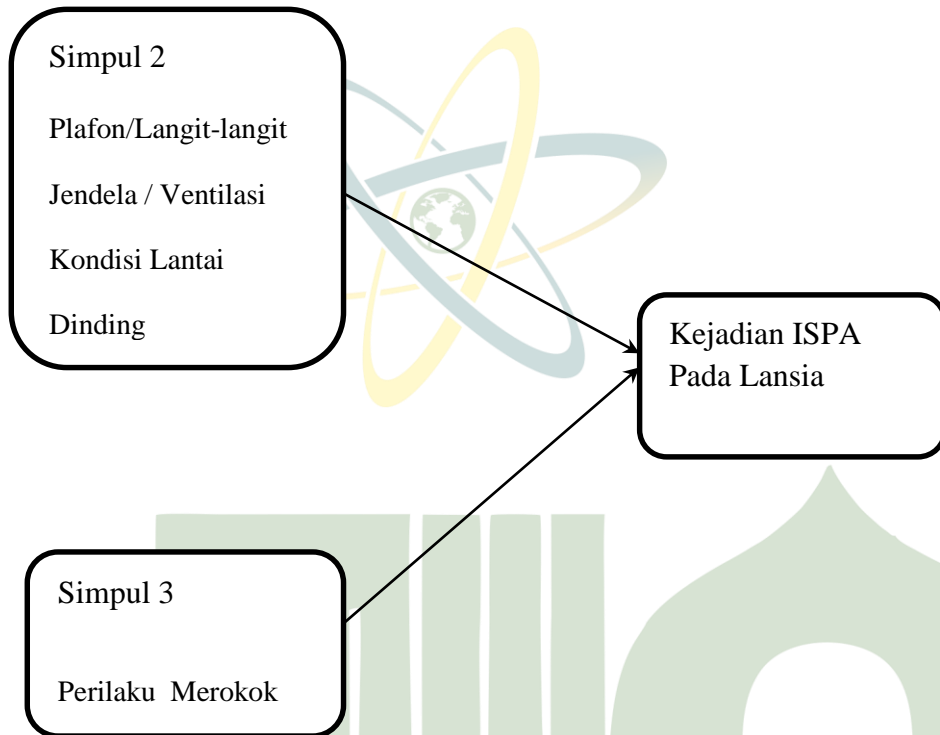 Simpul 2
Plafon/Langit-langit
Jendela / Ventilasi
Kondisi Lantai
Dinding
Kejadian ISPA
Pada Lansia
Simpul 3
Perilaku Merokok